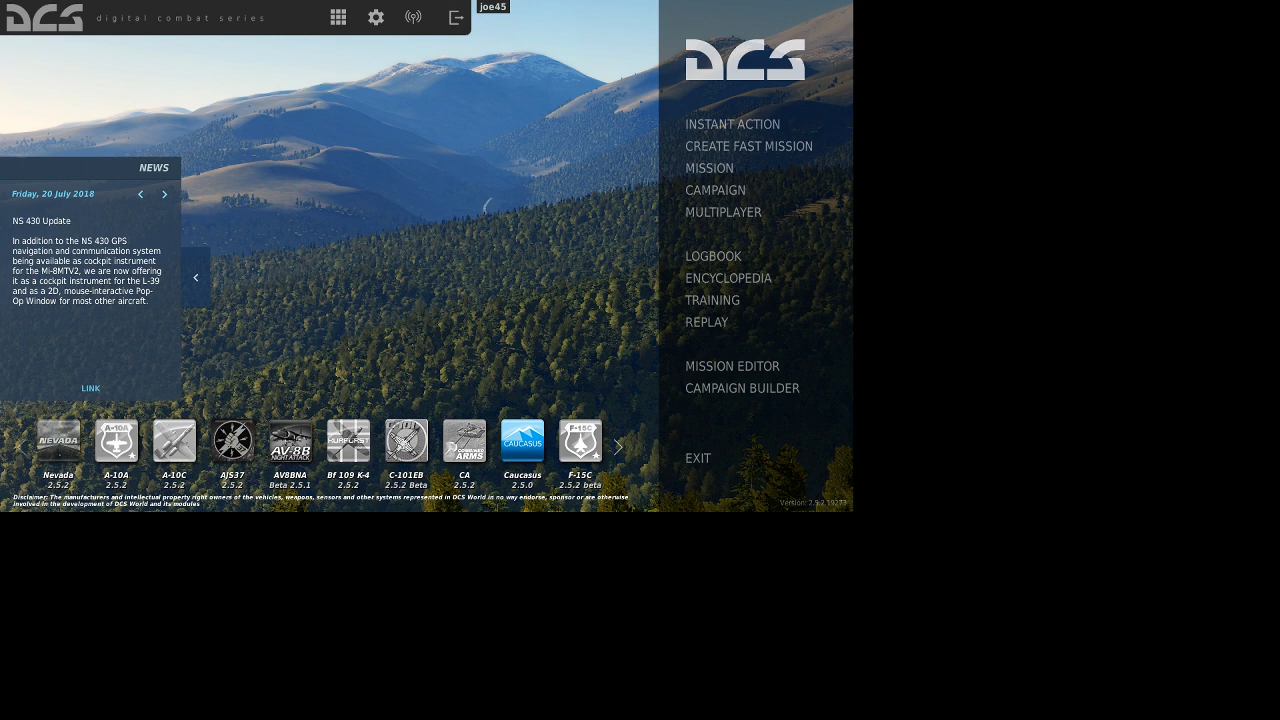 DCS digital combat series
joe45
DCS
INSTANT ACTION
CREATE FAST MISSION
MISSION
CAMPAIGN
MULTIPLAYER
LOGBOOK
ENCYCLOPEDIA
TRAINING
REPLAY
MISSION EDITOR
CAMPAIGN BUILDER
EXIT
NEWS
Friday, 20 July 2018
NS 430 Update
In addition to the NS 430 GPS
navigation and communication system
being available as cockpit instrument
for the Mi-8MTV2, we are now offering
it as a cockpit instrument for the L-39
and as a 2D, mouse-interactive Pop-
Op Window for most other aircraft.
LINK
NEVADA A-10A AV-8B NIGHT ATTACK KURFÜRST C-101 COMBINED ARMS CAUCASUS F-15C
Nevada A-10A A-10C AJS37 AV8BNA Bf 109 K-4 C-101EB CA Caucasus F-15C
2.5.2 2.5.2 2.5.2 2.5.2 Beta 2.5.1 2.5.2 2.5.2 Beta 2.5.2 2.5.0 2.5.2 beta
Disclaimer: The manufacturers and intellectual property right owners of the vehicles, weapons, sensors and other systems represented in DCS World in no way endorse, sponsor or are otherwise
involved in the development of DCS World and its modules
Version: 2.5.2.19273